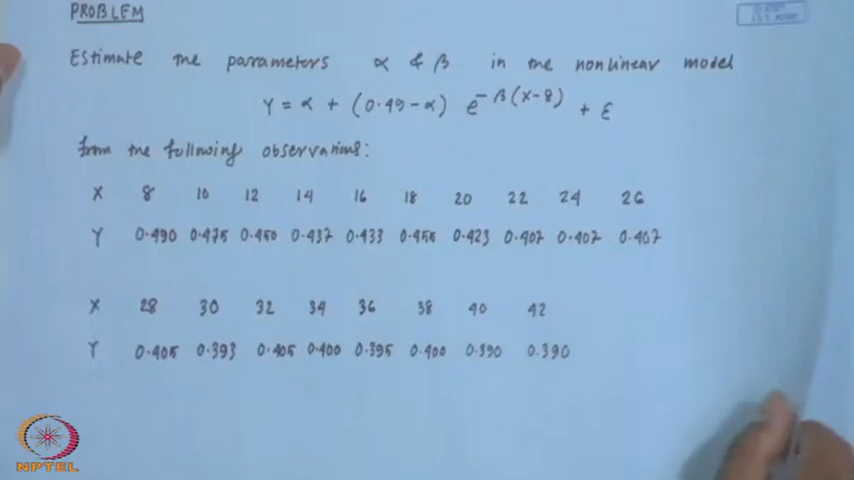 PROBLEM
Estimate the parameters α & β in the nonlinear model
Y = α + (0.49 - α) e^{-β(X-8)} + ε
from the following observations:
X 8 10 12 14 16 18 20 22 24 26
Y 0.490 0.475 0.450 0.437 0.433 0.455 0.423 0.407 0.407 0.407
X 28 30 32 34 36 38 40 42
Y 0.405 0.393 0.405 0.400 0.395 0.400 0.390 0.390
NPTEL